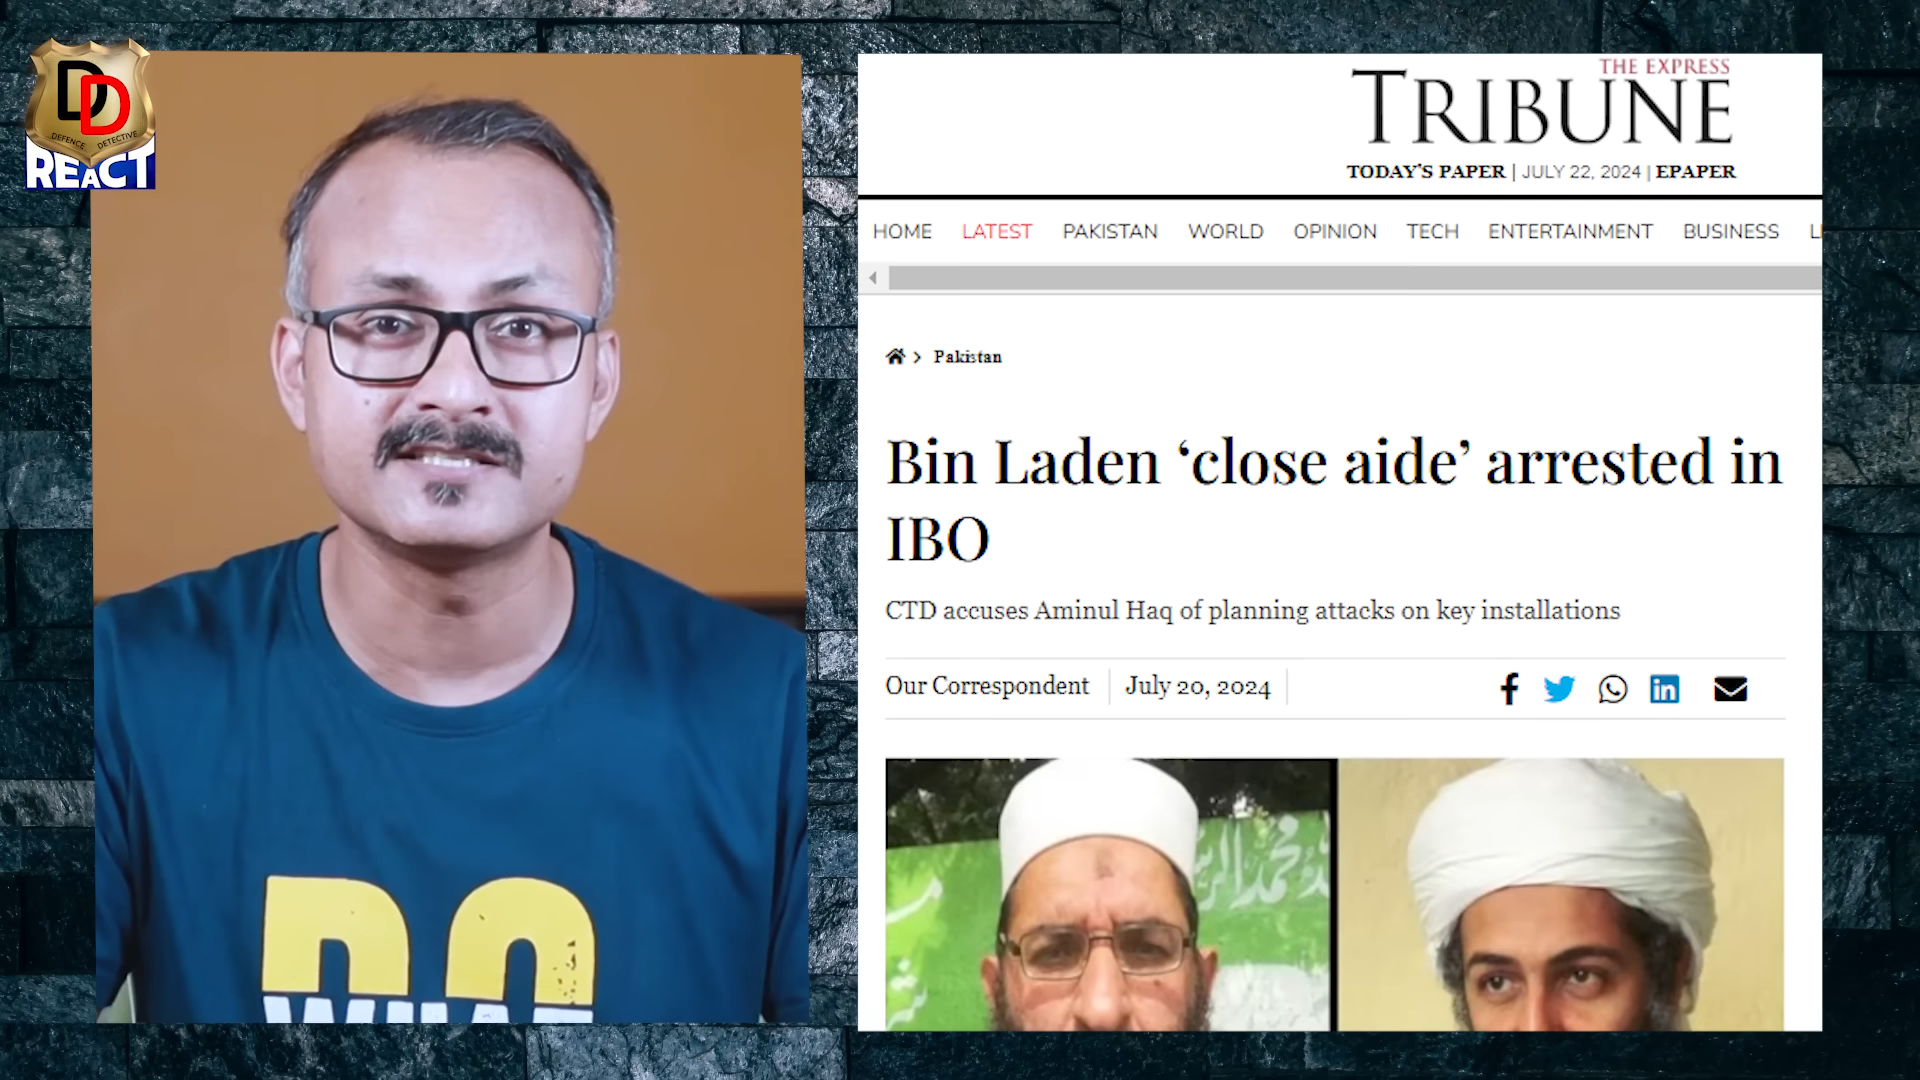 DD
DEFENCE DETECTIVE
REACT
THE EXPRESS
TRIBUNE
TODAY'S PAPER | JULY 22, 2024 | EPAPER
HOME LATEST PAKISTAN WORLD OPINION TECH ENTERTAINMENT BUSINESS
Pakistan
Bin Laden ‘close aide’ arrested in
IBO
CTD accuses Aminul Haq of planning attacks on key installations
Our Correspondent July 20, 2024